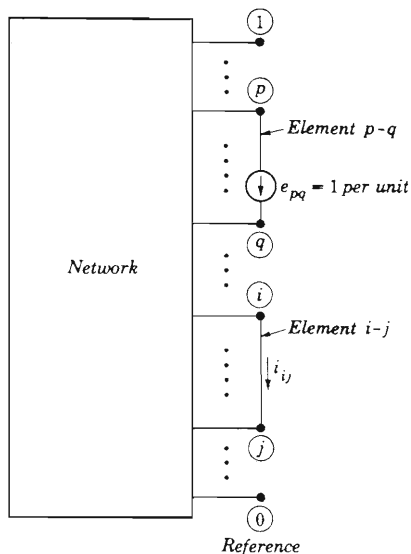 1
p
Element p-q
e_pq = 1 per unit
q
Network
i
Element i-j
i_ij
j
0
Reference